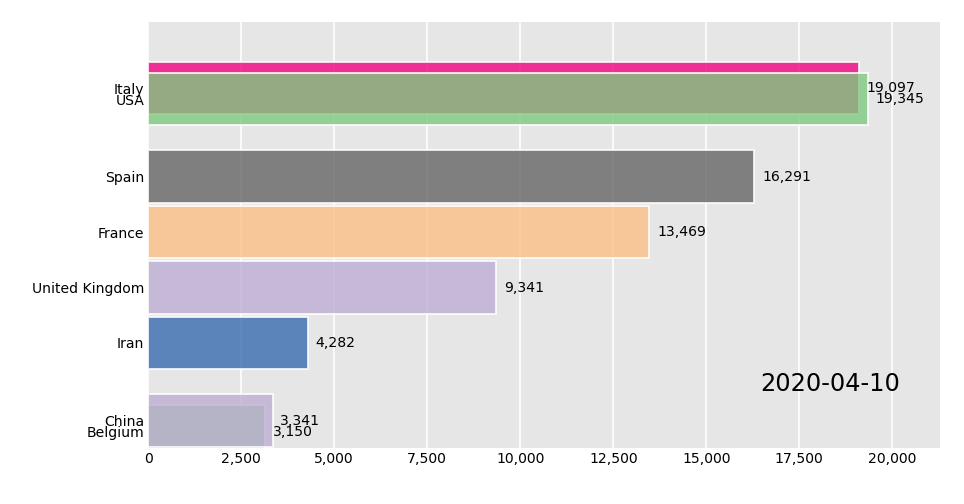 Italy 19,097
USA 19,345
Spain 16,291
France 13,469
United Kingdom 9,341
Iran 4,282
2020-04-10
China 3,341
Belgium 3,150
0 2,500 5,000 7,500 10,000 12,500 15,000 17,500 20,000